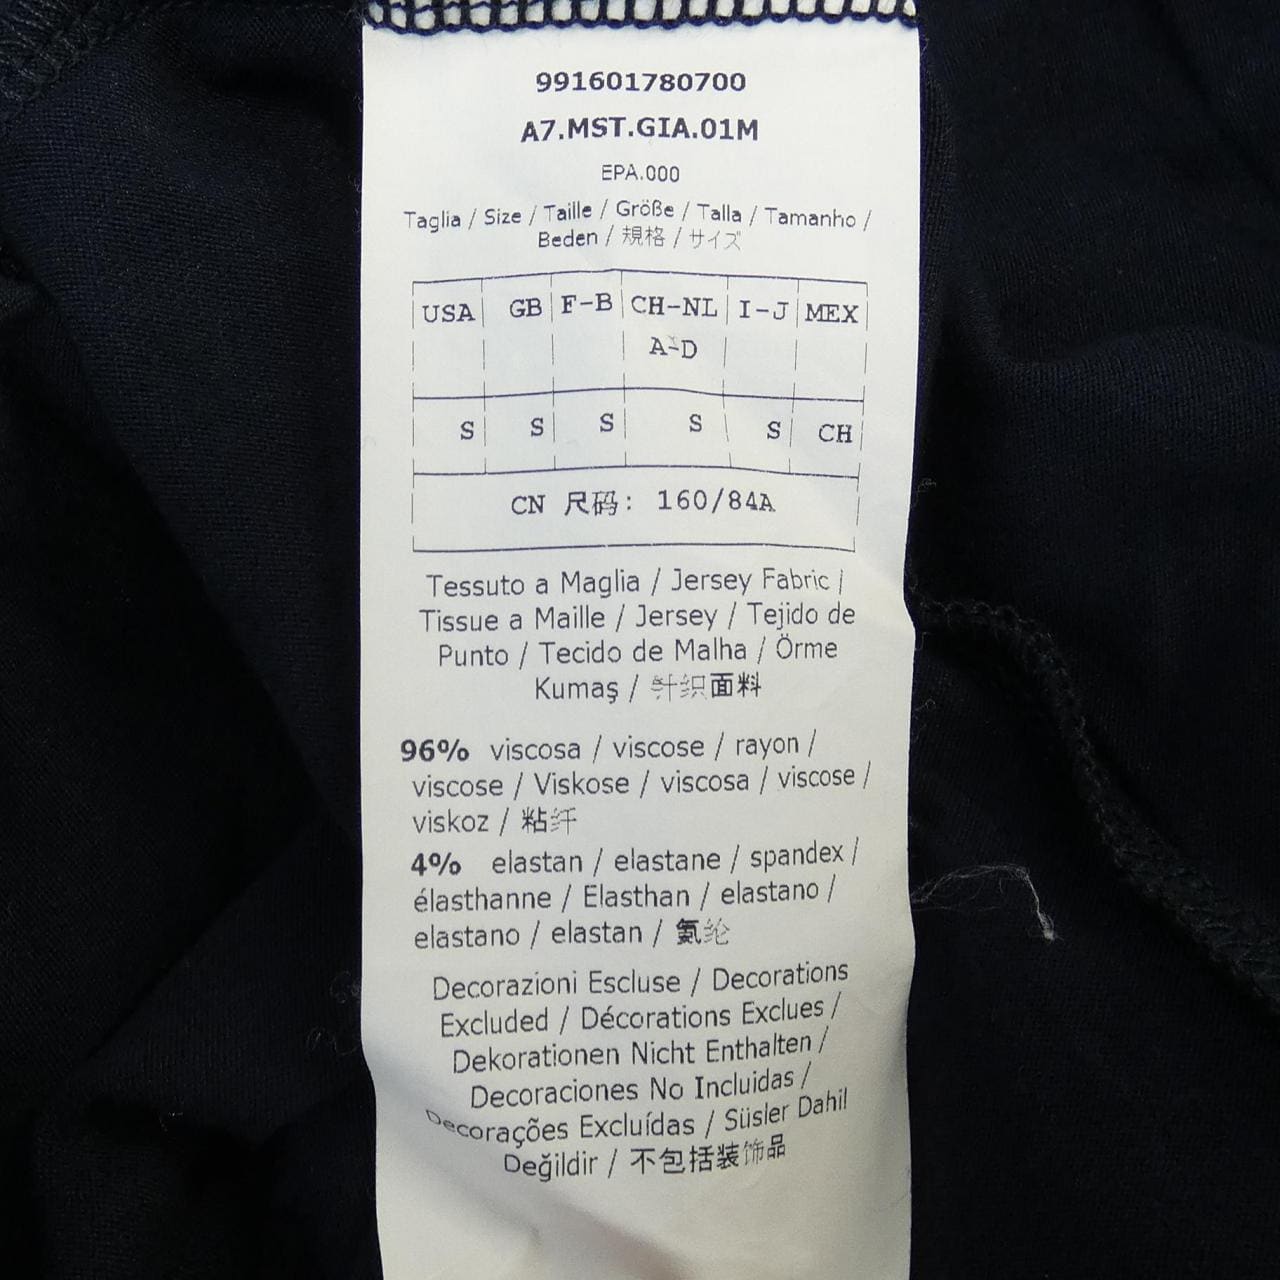 991601780700
A7.MST.GIA.01M
EPA.000
Taglia / Size / Taille / Größe / Talla / Tamanho /
Beden / 規格 / サイズ
USA GB F-B CH-NL I-J MEX
A-D
S S S S S CH
CN 尺码: 160/84A
Tessuto a Maglia / Jersey Fabric /
Tissue a Maille / Jersey / Tejido de
Punto / Tecido de Malha / Örme
Kumaş / 针织面料
96% viscosa / viscose / rayon /
viscose / Viskose / viscosa / viscose /
viskoz / 粘纤
4% elastan / elastane / spandex /
élasthanne / Elasthan / elastano /
elastano / elastan / 氨纶
Decorazioni Escluse / Decorations
Excluded / Décorations Exclues /
Dekorationen Nicht Enthalten /
Decoraciones No Incluidas /
Decorações Excluídas / Süsler Dahil
Değildir / 不包括装饰品